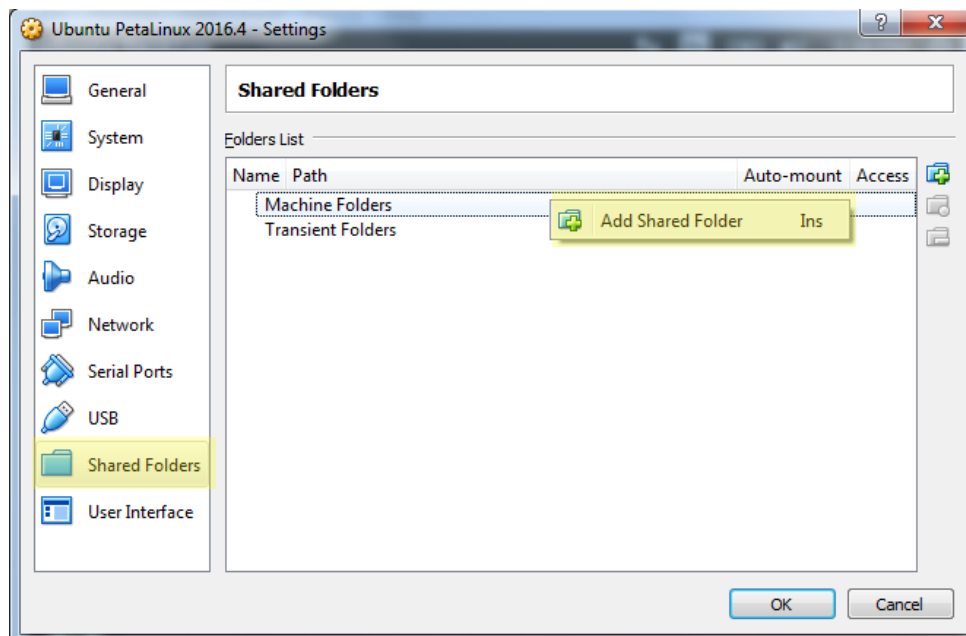 Ubuntu PetaLinux 2016.4 - Settings
?
General
System
Display
Storage
Audio
Network
Serial Ports
USB
Shared Folders
User Interface
Shared Folders
Folders List
Name Path Auto-mount Access
Machine Folders
Transient Folders
Add Shared Folder Ins
OK Cancel